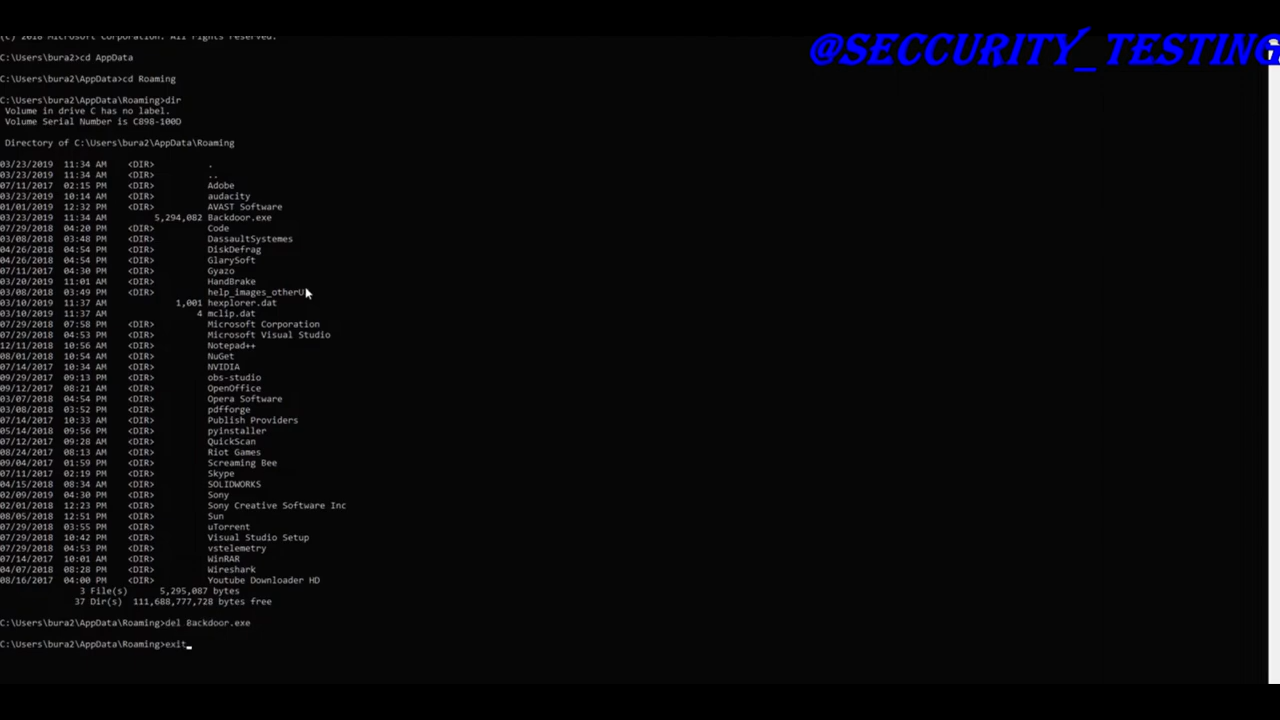 (c) 2018 Microsoft Corporation. All rights reserved.
@SECCURITY_TESTING
C:\Users\bura2>cd AppData
C:\Users\bura2\AppData>cd Roaming
C:\Users\bura2\AppData\Roaming>dir
Volume in drive C has no label.
Volume Serial Number is C898-100D
Directory of C:\Users\bura2\AppData\Roaming
03/23/2019 11:34 AM <DIR> .
03/23/2019 11:34 AM <DIR> ..
07/11/2017 02:15 PM <DIR> Adobe
03/23/2019 10:14 AM <DIR> audacity
01/01/2019 12:32 PM <DIR> AVAST Software
03/23/2019 11:34 AM 5,294,082 Backdoor.exe
07/29/2018 04:20 PM <DIR> Code
03/08/2018 03:48 PM <DIR> DassaultSystemes
04/26/2018 04:54 PM <DIR> DiskDefrag
04/26/2018 04:54 PM <DIR> GlarySoft
07/11/2017 04:30 PM <DIR> Gyazo
03/20/2019 11:01 AM <DIR> HandBrake
03/08/2018 03:49 PM <DIR> help_images_otherU
03/10/2019 11:37 AM 1,001 hexplorer.dat
03/10/2019 11:37 AM 4 mclip.dat
07/29/2018 07:58 PM <DIR> Microsoft Corporation
07/29/2018 04:53 PM <DIR> Microsoft Visual Studio
12/11/2018 10:56 AM <DIR> Notepad++
08/01/2018 10:54 AM <DIR> NuGet
07/14/2017 10:34 AM <DIR> NVIDIA
09/29/2017 09:13 PM <DIR> obs-studio
09/12/2017 08:21 AM <DIR> OpenOffice
03/07/2018 04:54 PM <DIR> Opera Software
03/08/2018 03:52 PM <DIR> pdfforge
07/14/2017 10:33 AM <DIR> Publish Providers
05/14/2018 09:56 PM <DIR> pyinstaller
07/12/2017 09:28 AM <DIR> QuickScan
08/24/2017 08:13 AM <DIR> Riot Games
09/04/2017 01:59 PM <DIR> Screaming Bee
07/11/2017 02:19 PM <DIR> Skype
04/15/2018 08:34 AM <DIR> SOLIDWORKS
02/09/2019 04:30 PM <DIR> Sony
02/01/2018 12:23 PM <DIR> Sony Creative Software Inc
08/05/2018 12:51 PM <DIR> Sun
07/29/2018 03:55 PM <DIR> uTorrent
07/29/2018 10:42 PM <DIR> Visual Studio Setup
07/29/2018 04:53 PM <DIR> vstelemetry
07/14/2017 10:01 AM <DIR> WinRAR
04/07/2018 08:28 PM <DIR> Wireshark
08/16/2017 04:00 PM <DIR> Youtube Downloader HD
3 File(s) 5,295,087 bytes
37 Dir(s) 111,688,777,728 bytes free
C:\Users\bura2\AppData\Roaming>del Backdoor.exe
C:\Users\bura2\AppData\Roaming>exit